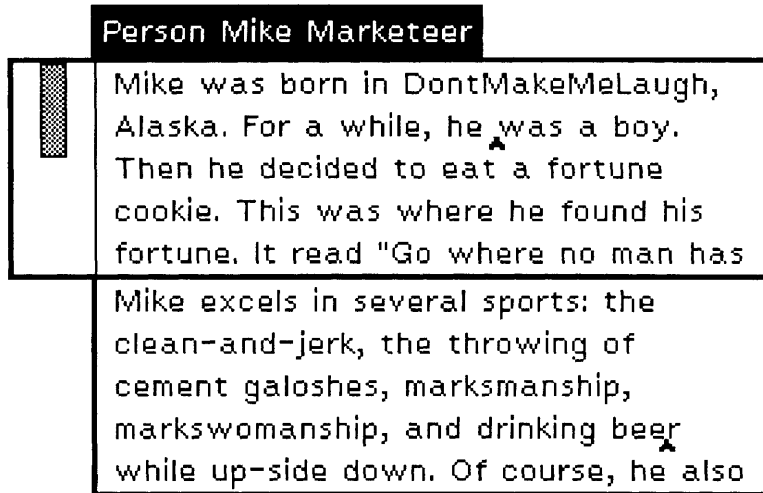 Person Mike Marketeer
Mike was born in DontMakeMeLaugh,
Alaska. For a while, he was a boy.
Then he decided to eat a fortune
cookie. This was where he found his
fortune. It read "Go where no man has
Mike excels in several sports: the
clean-and-jerk, the throwing of
cement galoshes, marksmanship,
markswomanship, and drinking beer
while up-side down. Of course, he also